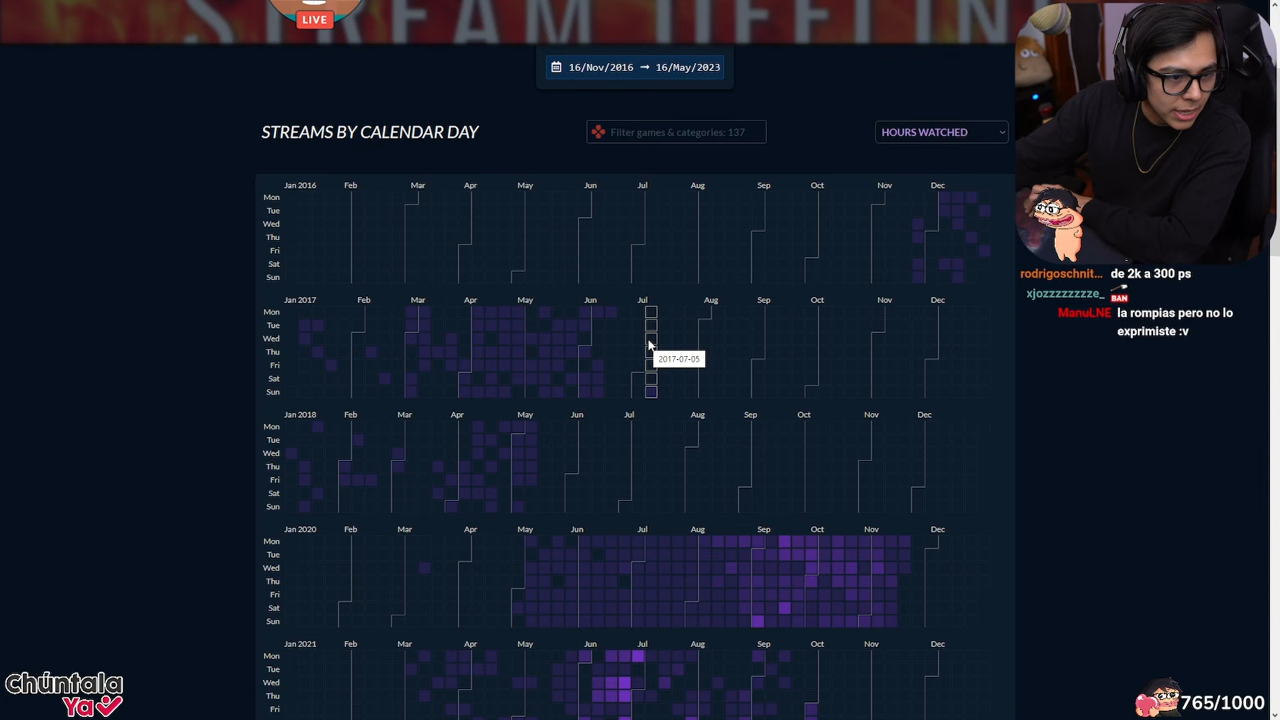 STREAM OFFLIN
LIVE
16/Nov/2016 → 16/May/2023
STREAMS BY CALENDAR DAY
Filter games & categories: 137
HOURS WATCHED
Jan 2016 Feb Mar Apr May Jun Jul Aug Sep Oct Nov Dec
Mon
Tue
Wed
Thu
Fri
Sat
Sun
Jan 2017 Feb Mar Apr May Jun Jul Aug Sep Oct Nov Dec
Mon
Tue
Wed
Thu
Fri
Sat
Sun
2017-07-05
Jan 2018 Feb Mar Apr May Jun Jul Aug Sep Oct Nov Dec
Mon
Tue
Wed
Thu
Fri
Sat
Sun
Jan 2020 Feb Mar Apr May Jun Jul Aug Sep Oct Nov Dec
Mon
Tue
Wed
Thu
Fri
Sat
Sun
Jan 2021 Feb Mar Apr May Jun Jul Aug Sep Oct Nov Dec
Mon
Tue
Wed
Thu
Fri
rodrigoschnit... de 2k a 300 ps
xjozzzzzzze_ BAN
ManuLNE la rompias pero no lo
exprimiste :v
Chúntala
Ya
765/1000